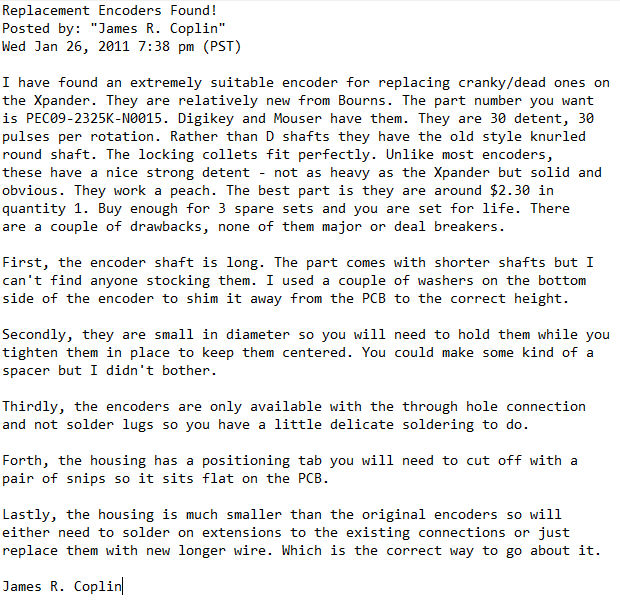 Replacement Encoders Found!
Posted by: "James R. Coplin"
Wed Jan 26, 2011 7:38 pm (PST)

I have found an extremely suitable encoder for replacing cranky/dead ones on
the Xpander. They are relatively new from Bourns. The part number you want
is PEC09-2325K-N0015. Digikey and Mouser have them. They are 30 detent, 30
pulses per rotation. Rather than D shafts they have the old style knurled
round shaft. The locking collets fit perfectly. Unlike most encoders,
these have a nice strong detent - not as heavy as the Xpander but solid and
obvious. They work a peach. The best part is they are around $2.30 in
quantity 1. Buy enough for 3 spare sets and you are set for life. There
are a couple of drawbacks, none of them major or deal breakers.

First, the encoder shaft is long. The part comes with shorter shafts but I
can't find anyone stocking them. I used a couple of washers on the bottom
side of the encoder to shim it away from the PCB to the correct height.

Secondly, they are small in diameter so you will need to hold them while you
tighten them in place to keep them centered. You could make some kind of a
spacer but I didn't bother.

Thirdly, the encoders are only available with the through hole connection
and not solder lugs so you have a little delicate soldering to do.

Forth, the housing has a positioning tab you will need to cut off with a
pair of snips so it sits flat on the PCB.

Lastly, the housing is much smaller than the original encoders so will
either need to solder on extensions to the existing connections or just
replace them with new longer wire. Which is the correct way to go about it.

James R. Coplin